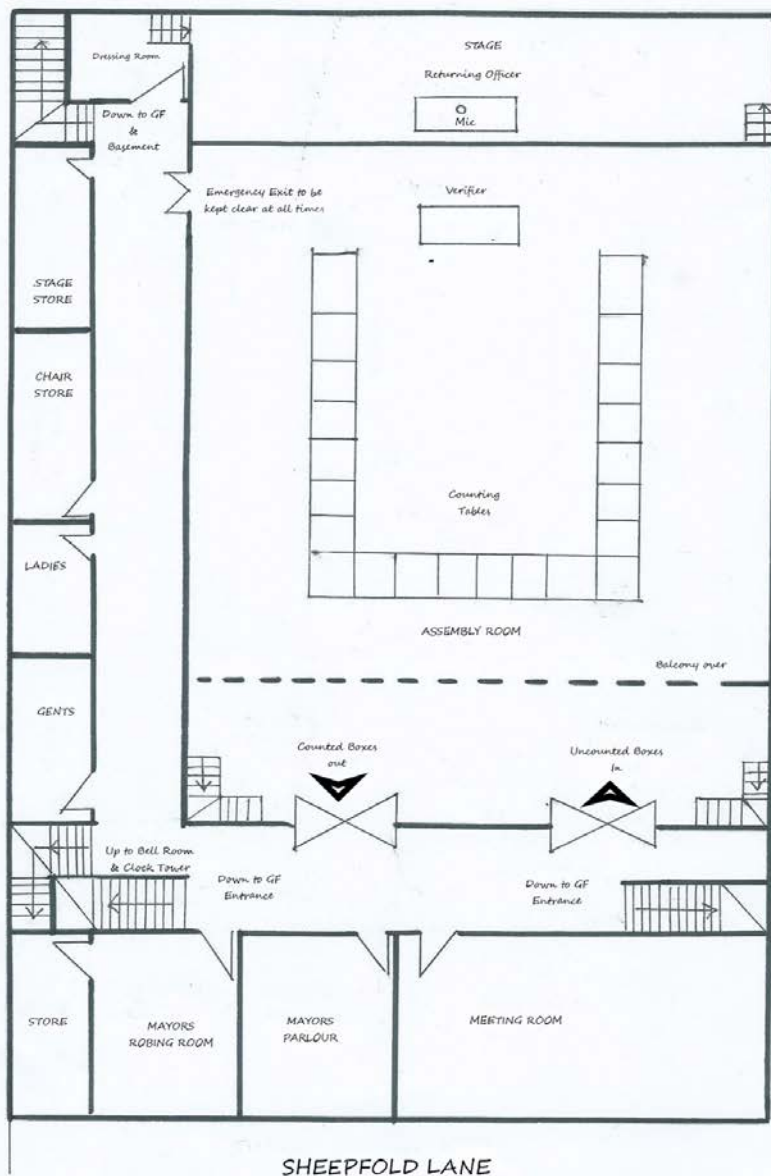 STAGE
Returning Officer
Mic
Dressing Room
Down to GF
&
Basement
Emergency Exit to be
kept clear at all times
Verifier
STAGE
STORE
CHAIR
STORE
Counting
Tables
LADIES
ASSEMBLY ROOM
Balcony over
GENTS
Counted Boxes
out
Uncounted Boxes
In
Up to Bell Room
& Clock Tower
Down to GF
Entrance
Down to GF
Entrance
STORE
MAYORS
ROBING ROOM
MAYORS
PARLOUR
MEETING ROOM
SHEEPFOLD LANE